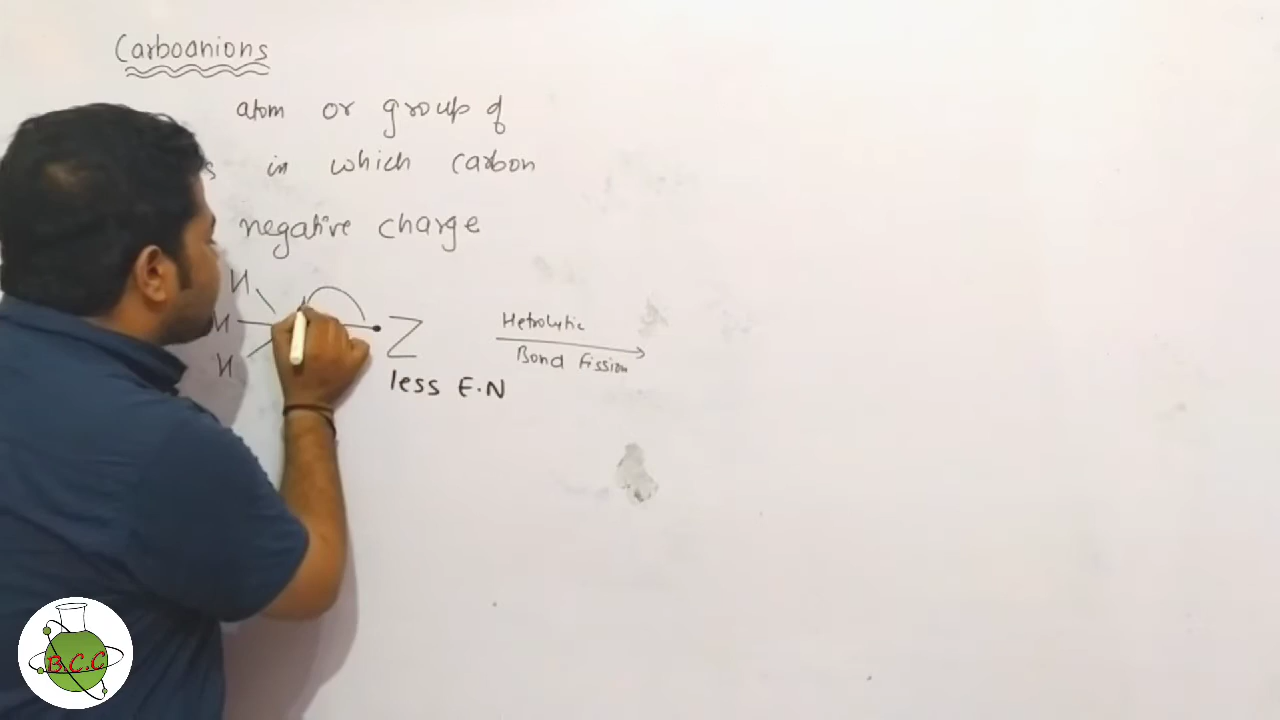 Carboanions
atom or group of
in which carbon
negative charge
H
H
H
Z
less E.N
Hetrolytic
Bond Fission
B.C.C